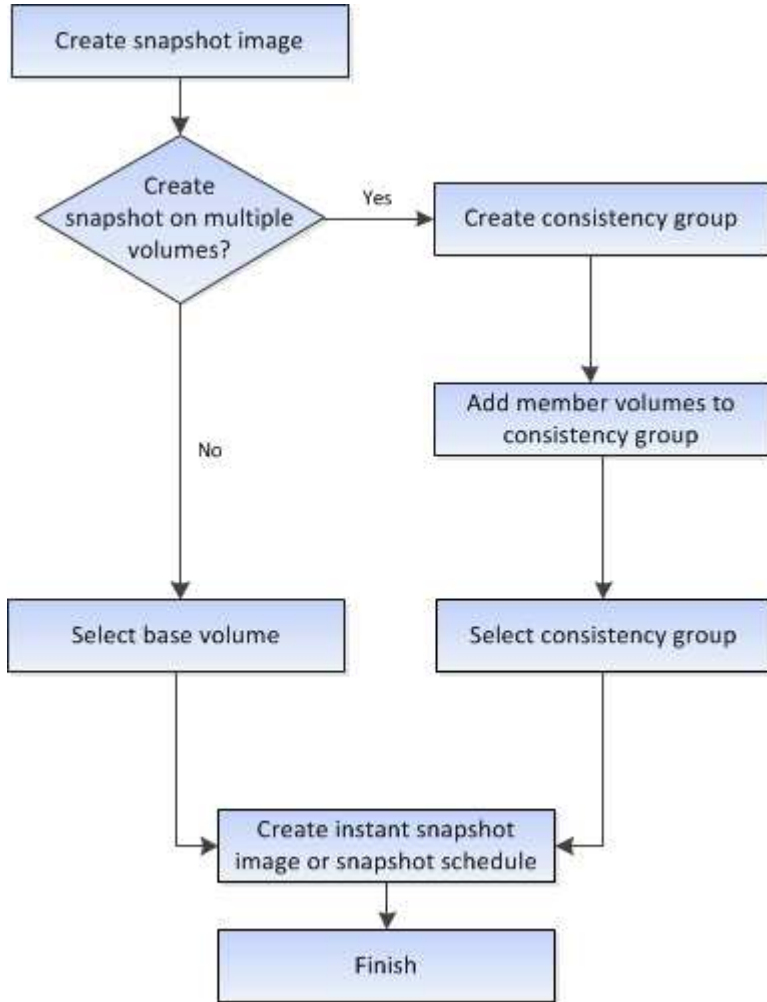 Create snapshot image
Create
snapshot on multiple
volumes?
Yes
Create consistency group
Add member volumes to
consistency group
No
Select base volume
Select consistency group
Create instant snapshot
image or snapshot schedule
Finish